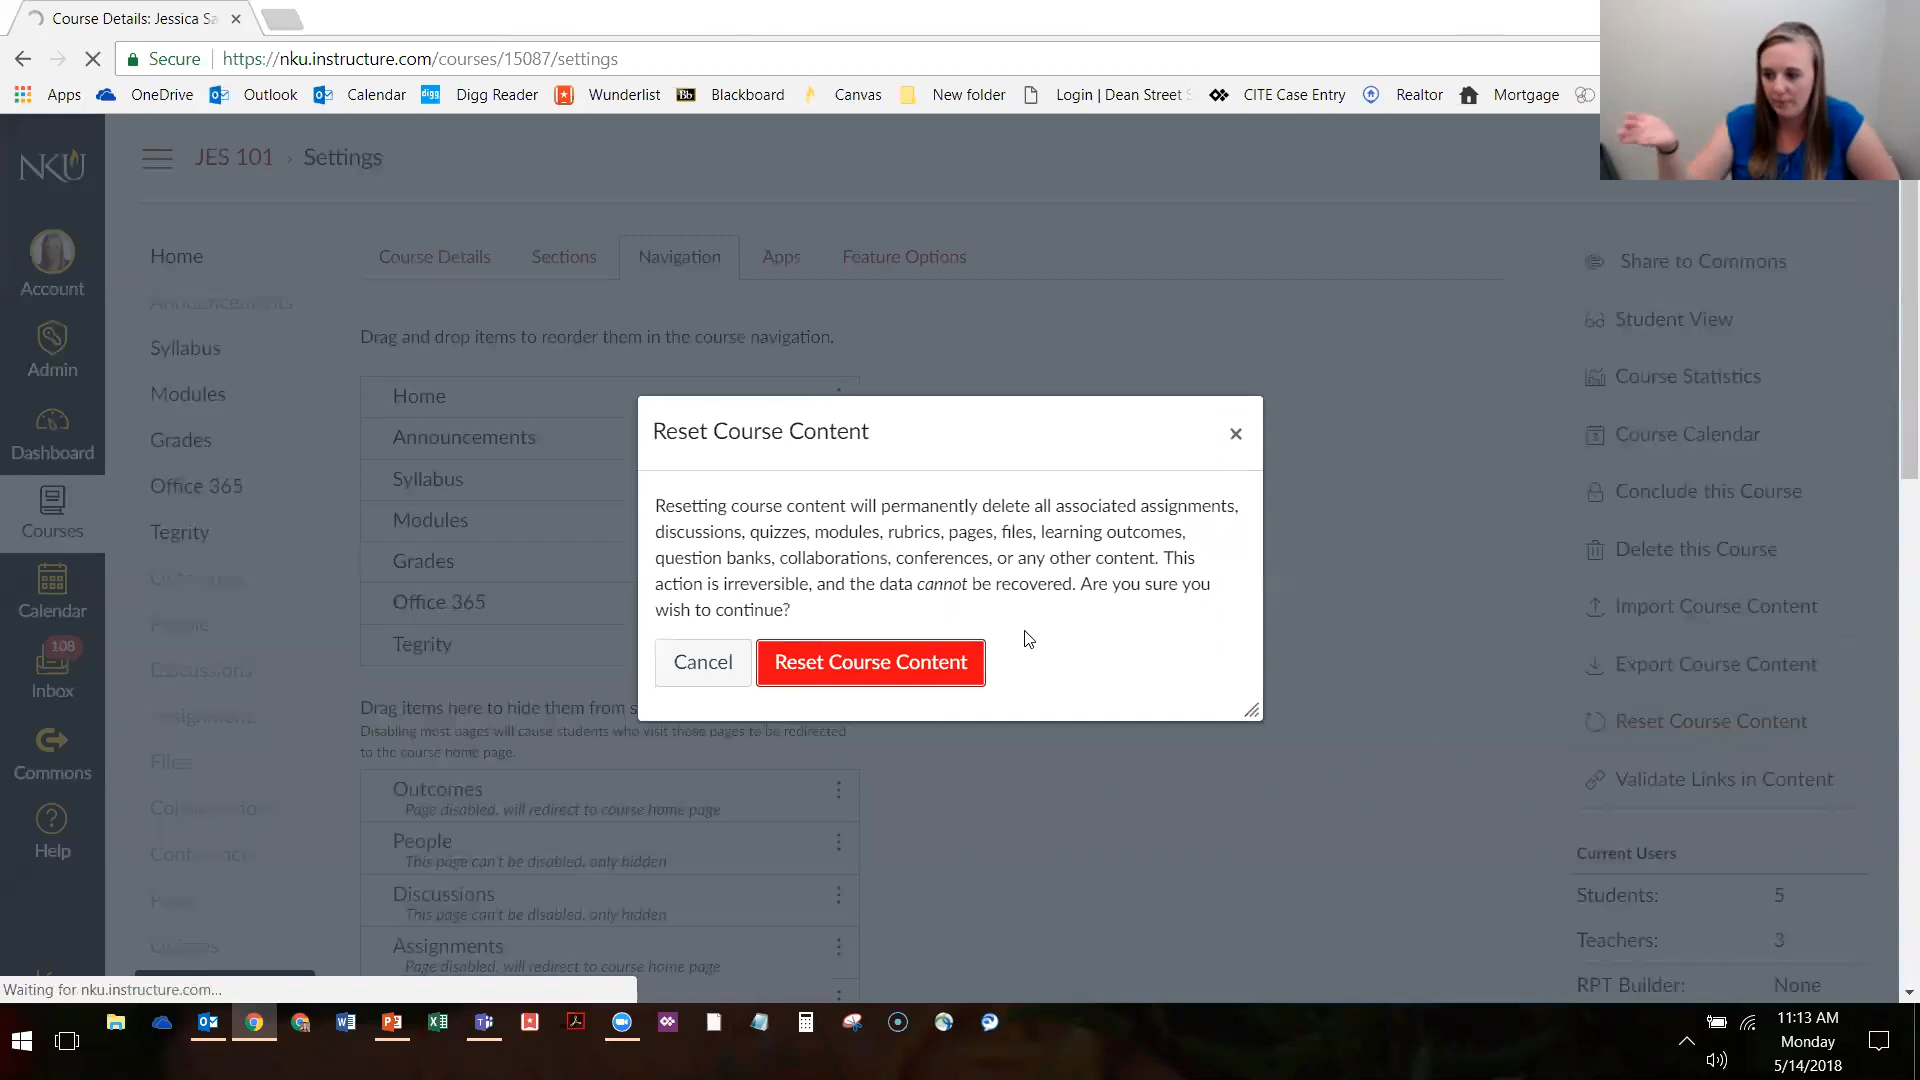 Course Details: Jessica Sa
Secure https://nku.instructure.com/courses/15087/settings
Apps OneDrive Outlook Calendar Digg Reader Wunderlist Bb Blackboard Canvas New folder Login | Dean Street S CITE Case Entry Realtor Mortgage
NKU
JES 101 › Settings
Account
Admin
Dashboard
Courses
Calendar
108
Inbox
Commons
Help
Home
Announcements
Syllabus
Modules
Grades
Office 365
Tegrity
Outcomes
People
Discussions
Assignments
Files
Collaborations
Conferences
Pages
Quizzes
Course Details Sections Navigation Apps Feature Options
Drag and drop items to reorder them in the course navigation.
Home
Announcements
Syllabus
Modules
Grades
Office 365
Tegrity
Drag items here to hide them from s
Disabling most pages will cause students who visit those pages to be redirected
to the course home page.
Outcomes
Page disabled, will redirect to course home page
People
This page can't be disabled, only hidden
Discussions
This page can't be disabled, only hidden
Assignments
Page disabled, will redirect to course home page
Reset Course Content
Resetting course content will permanently delete all associated assignments,
discussions, quizzes, modules, rubrics, pages, files, learning outcomes,
question banks, collaborations, conferences, or any other content. This
action is irreversible, and the data cannot be recovered. Are you sure you
wish to continue?
Cancel Reset Course Content
Share to Commons
Student View
Course Statistics
Course Calendar
Conclude this Course
Delete this Course
Import Course Content
Export Course Content
Reset Course Content
Validate Links in Content
Current Users
Students: 5
Teachers: 3
RPT Builder: None
Waiting for nku.instructure.com...
11:13 AM
Monday
5/14/2018